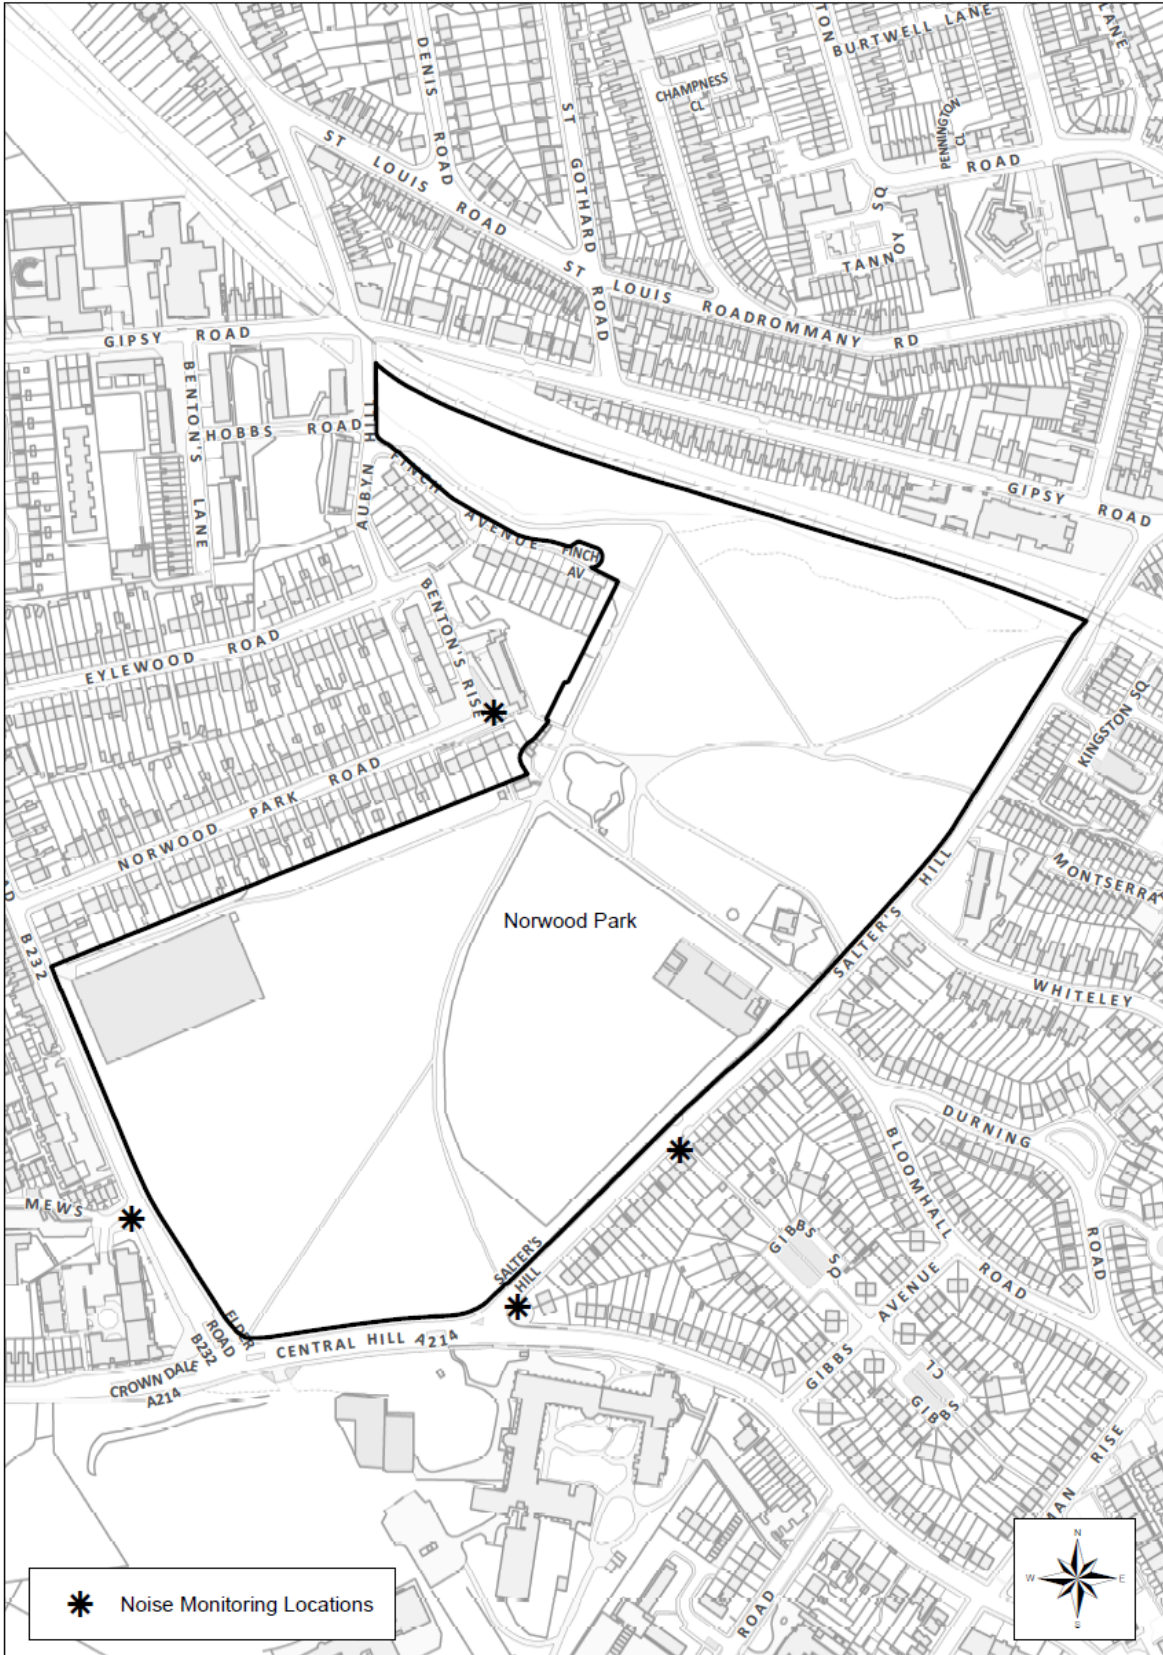 BURTWELL LANE
LANE
TON
DENIS ROAD
CHAMPNESS
CL
PENNINGTON
CL
ROAD
ST GOTHARD ROAD
ST LOUIS ROAD
SQ
TANNOY
ST LOUIS ROAD
ROMMANY RD
GIPSY ROAD
BENTON'S LANE
HOBBS ROAD
HILL
AUBYN
FINCH AVENUE
FINCH
AV
GIPSY ROAD
BENTON'S RISE
EYLEWOOD ROAD
KINGSTON SQ
NORWOOD PARK ROAD
MONTSERRAT
AD
B232
Norwood Park
SALTER'S HILL
WHITELEY
DURNING
ROAD
BLOOMHALL
ROAD
MEWS
GIBBS
SQ
SALTER'S
HILL
GIBBS AVENUE
ELDER
ROAD
B232
CENTRAL HILL A214
CROWN DALE
A214
CL
GIBBS
MAN RISE
ROAD
N
W
E
S
Noise Monitoring Locations